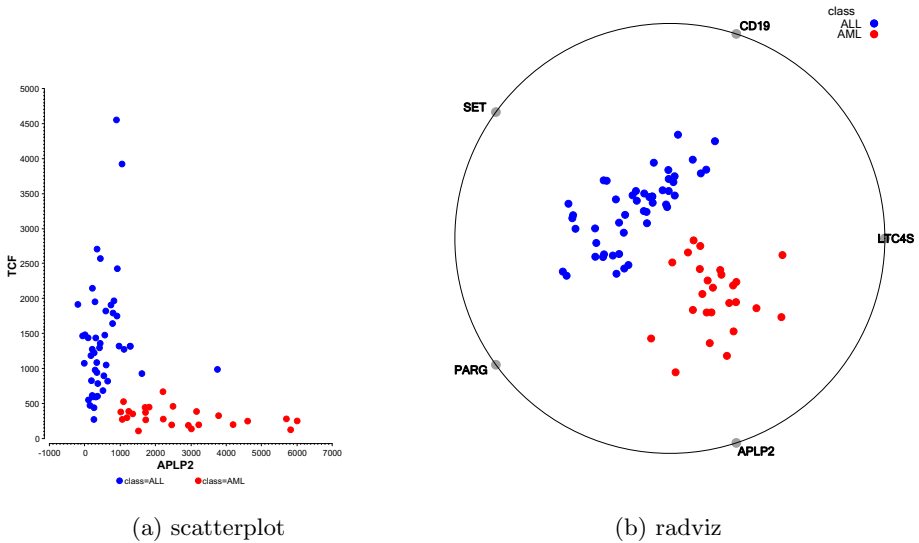 class
ALL
AML
CD19
SET
LTC4S
PARG
APLP2
5000
4500
4000
3500
3000
2500
2000
1500
1000
500
0
TCF
-1000 0 1000 2000 3000 4000 5000 6000 7000
APLP2
class=ALL class=AML
(a) scatterplot
(b) radviz